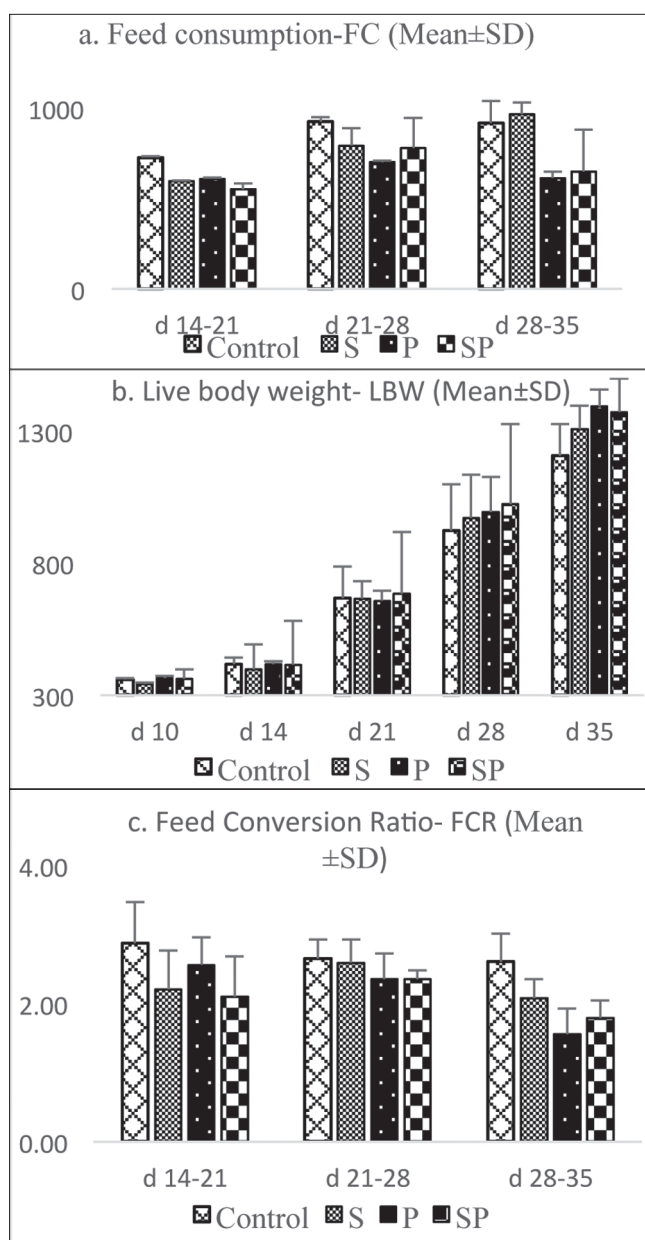 a. Feed consumption-FC (Mean±SD)
1000
0
d 14-21 d 21-28 d 28-35
Control S P SP
b. Live body weight- LBW (Mean±SD)
1300
800
300
d 10 d 14 d 21 d 28 d 35
Control S P SP
c. Feed Conversion Ratio- FCR (Mean
±SD)
4.00
2.00
0.00
d 14-21 d 21-28 d 28-35
Control S P SP